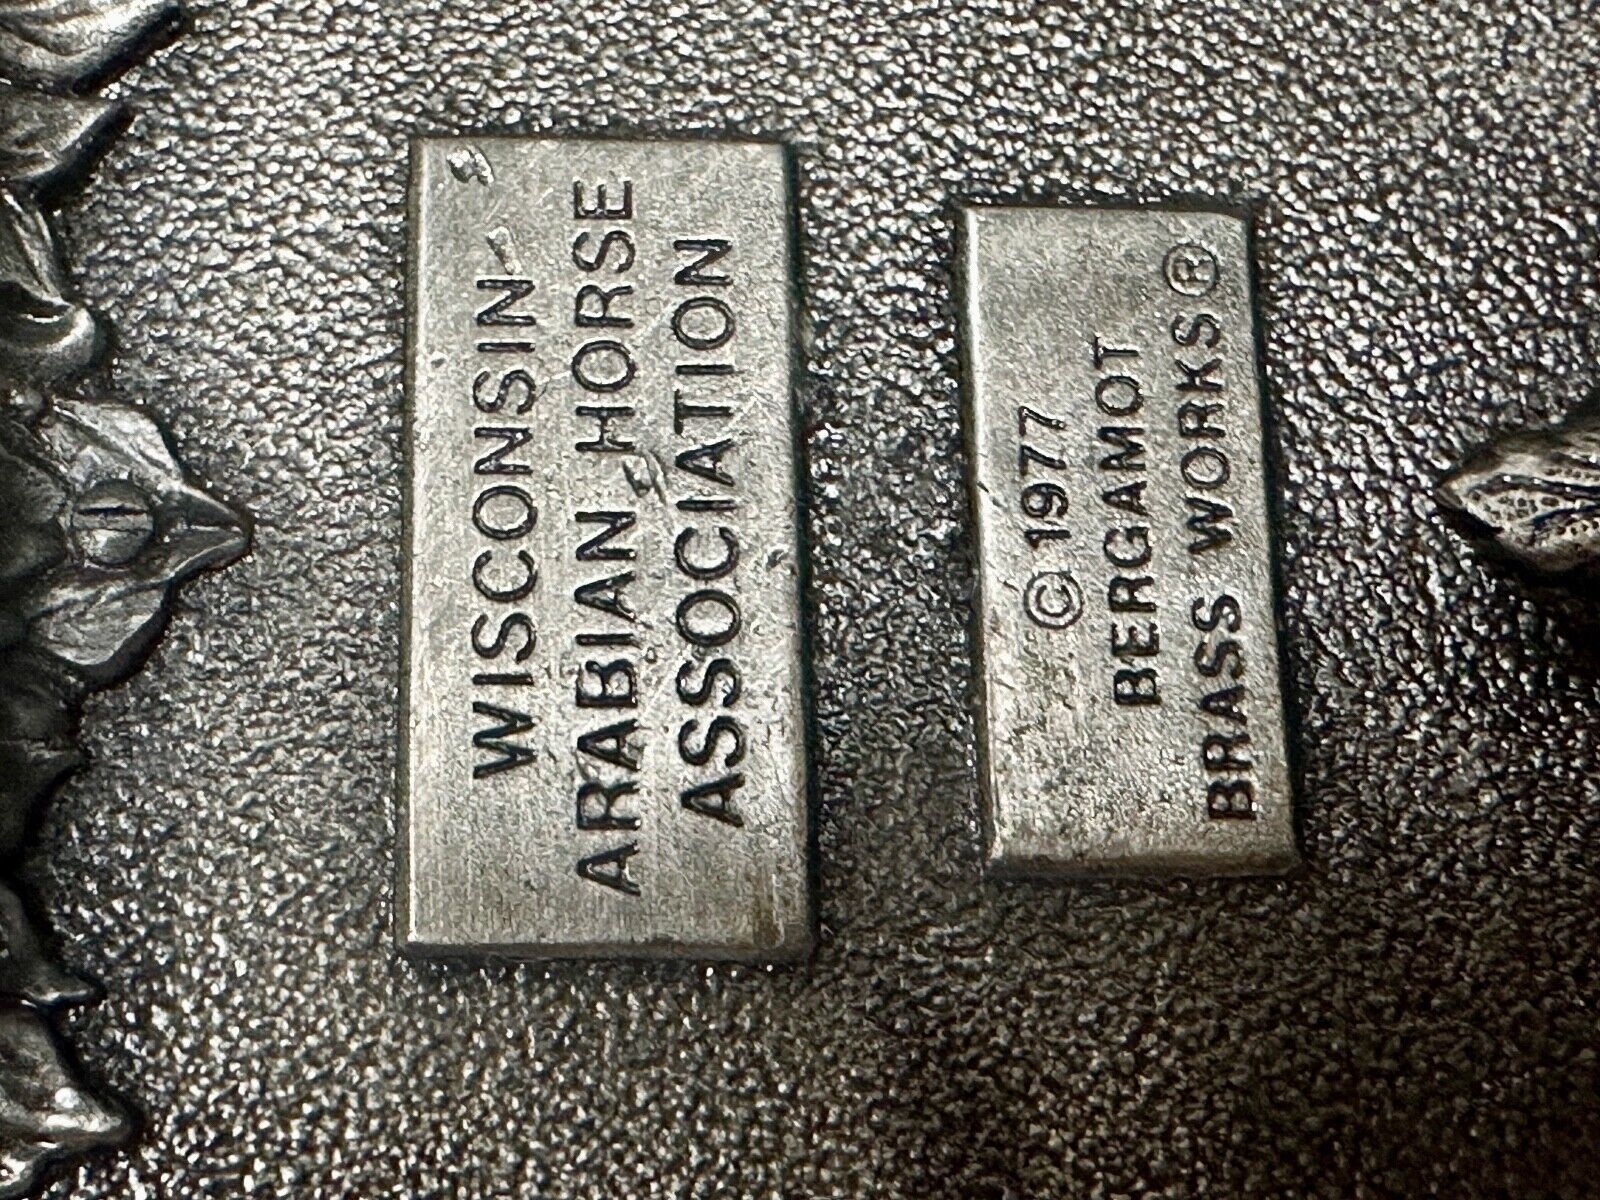 WISCONSIN
ARABIAN HORSE
ASSOCIATION
© 1977
BERGAMOT
BRASS WORKS ®